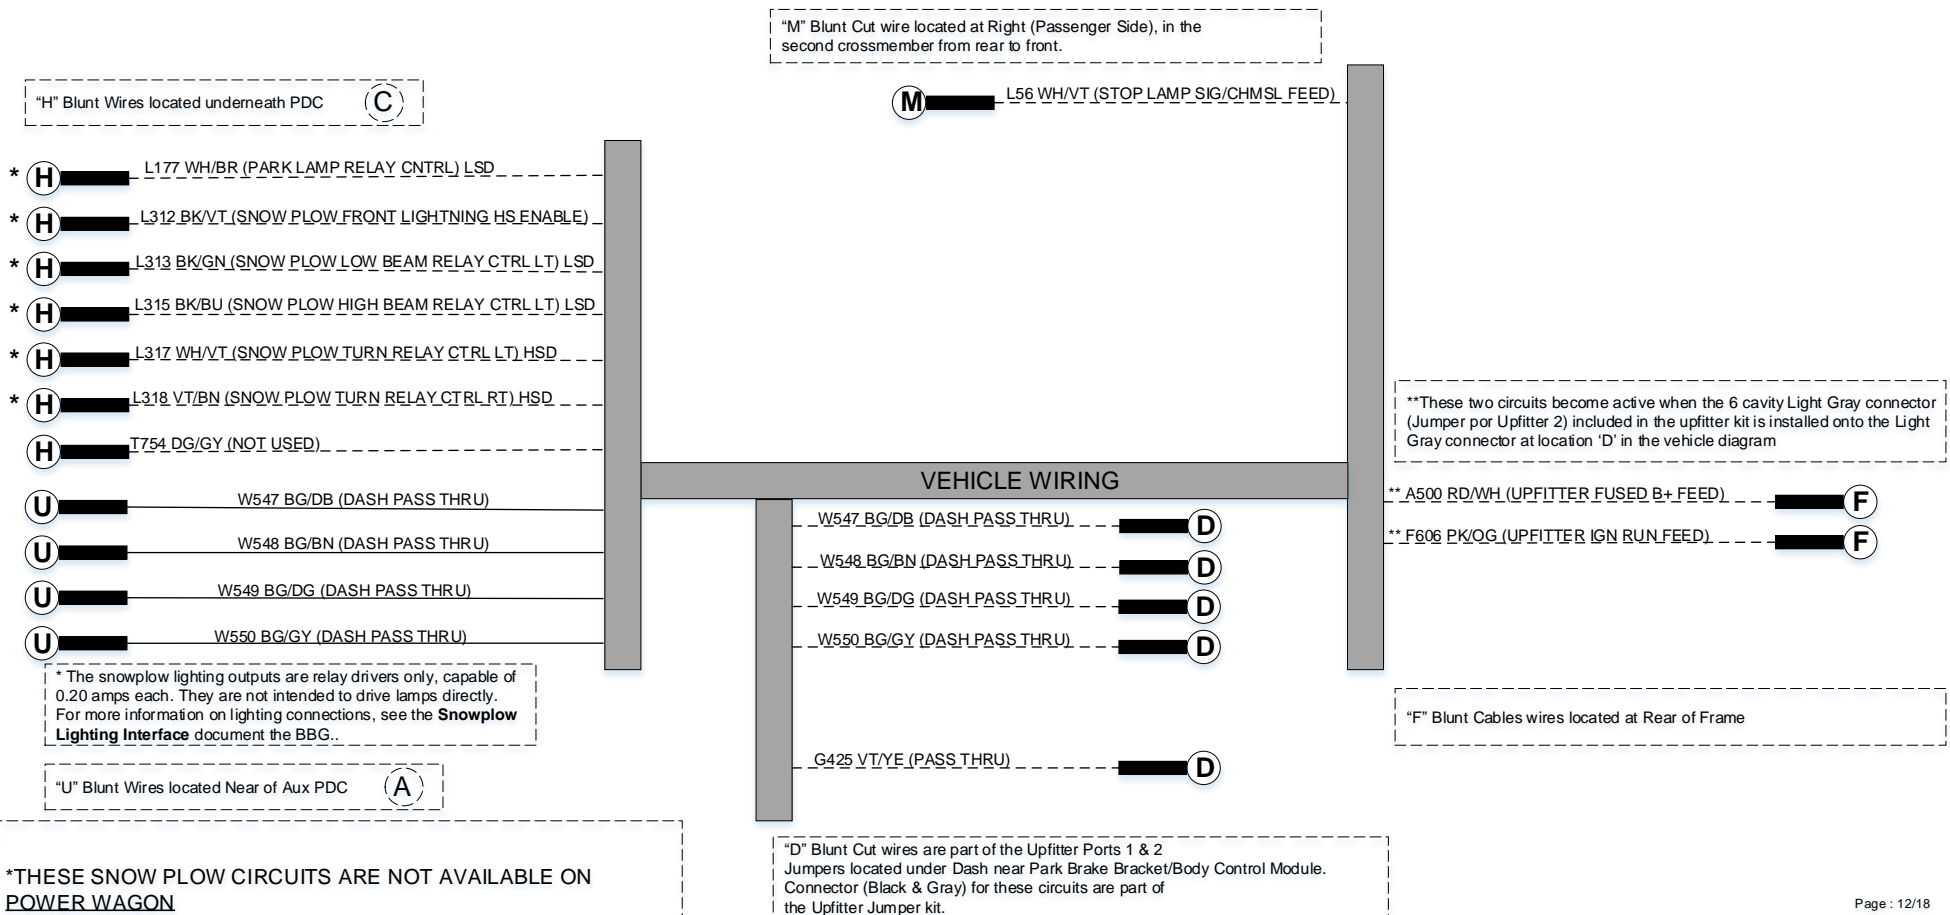 “M” Blunt Cut wire located at Right (Passenger Side), in the
second crossmember from rear to front.
“H” Blunt Wires located underneath PDC
C
M
L56 WH/VT (STOP LAMP SIG/CHMSL FEED)
* H L177 WH/BR (PARK LAMP RELAY CNTRL) LSD
* H L312 BK/VT (SNOW PLOW FRONT LIGHTNING HS ENABLE)
* H L313 BK/GN (SNOW PLOW LOW BEAM RELAY CTRL LT) LSD
* H L315 BK/BU (SNOW PLOW HIGH BEAM RELAY CTRL LT) LSD
* H L317 WH/VT (SNOW PLOW TURN RELAY CTRL LT) HSD
* H L318 VT/BN (SNOW PLOW TURN RELAY CTRL RT) HSD
H T754 DG/GY (NOT USED)
U W547 BG/DB (DASH PASS THRU)
U W548 BG/BN (DASH PASS THRU)
U W549 BG/DG (DASH PASS THRU)
U W550 BG/GY (DASH PASS THRU)
* The snowplow lighting outputs are relay drivers only, capable of
0.20 amps each. They are not intended to drive lamps directly.
For more information on lighting connections, see the Snowplow
Lighting Interface document the BBG..
“U” Blunt Wires located Near of Aux PDC
A
*THESE SNOW PLOW CIRCUITS ARE NOT AVAILABLE ON
POWER WAGON
VEHICLE WIRING
W547 BG/DB (DASH PASS THRU) D
W548 BG/BN (DASH PASS THRU) D
W549 BG/DG (DASH PASS THRU) D
W550 BG/GY (DASH PASS THRU) D
G425 VT/YE (PASS THRU) D
“D” Blunt Cut wires are part of the Upfitter Ports 1 & 2
Jumpers located under Dash near Park Brake Bracket/Body Control Module.
Connector (Black & Gray) for these circuits are part of
the Upfitter Jumper kit.
**These two circuits become active when the 6 cavity Light Gray connector
(Jumper por Upfitter 2) included in the upfitter kit is installed onto the Light
Gray connector at location ‘D’ in the vehicle diagram
** A500 RD/WH (UPFITTER FUSED B+ FEED) F
** F606 PK/OG (UPFITTER IGN RUN FEED) F
“F” Blunt Cables wires located at Rear of Frame
Page : 12/18